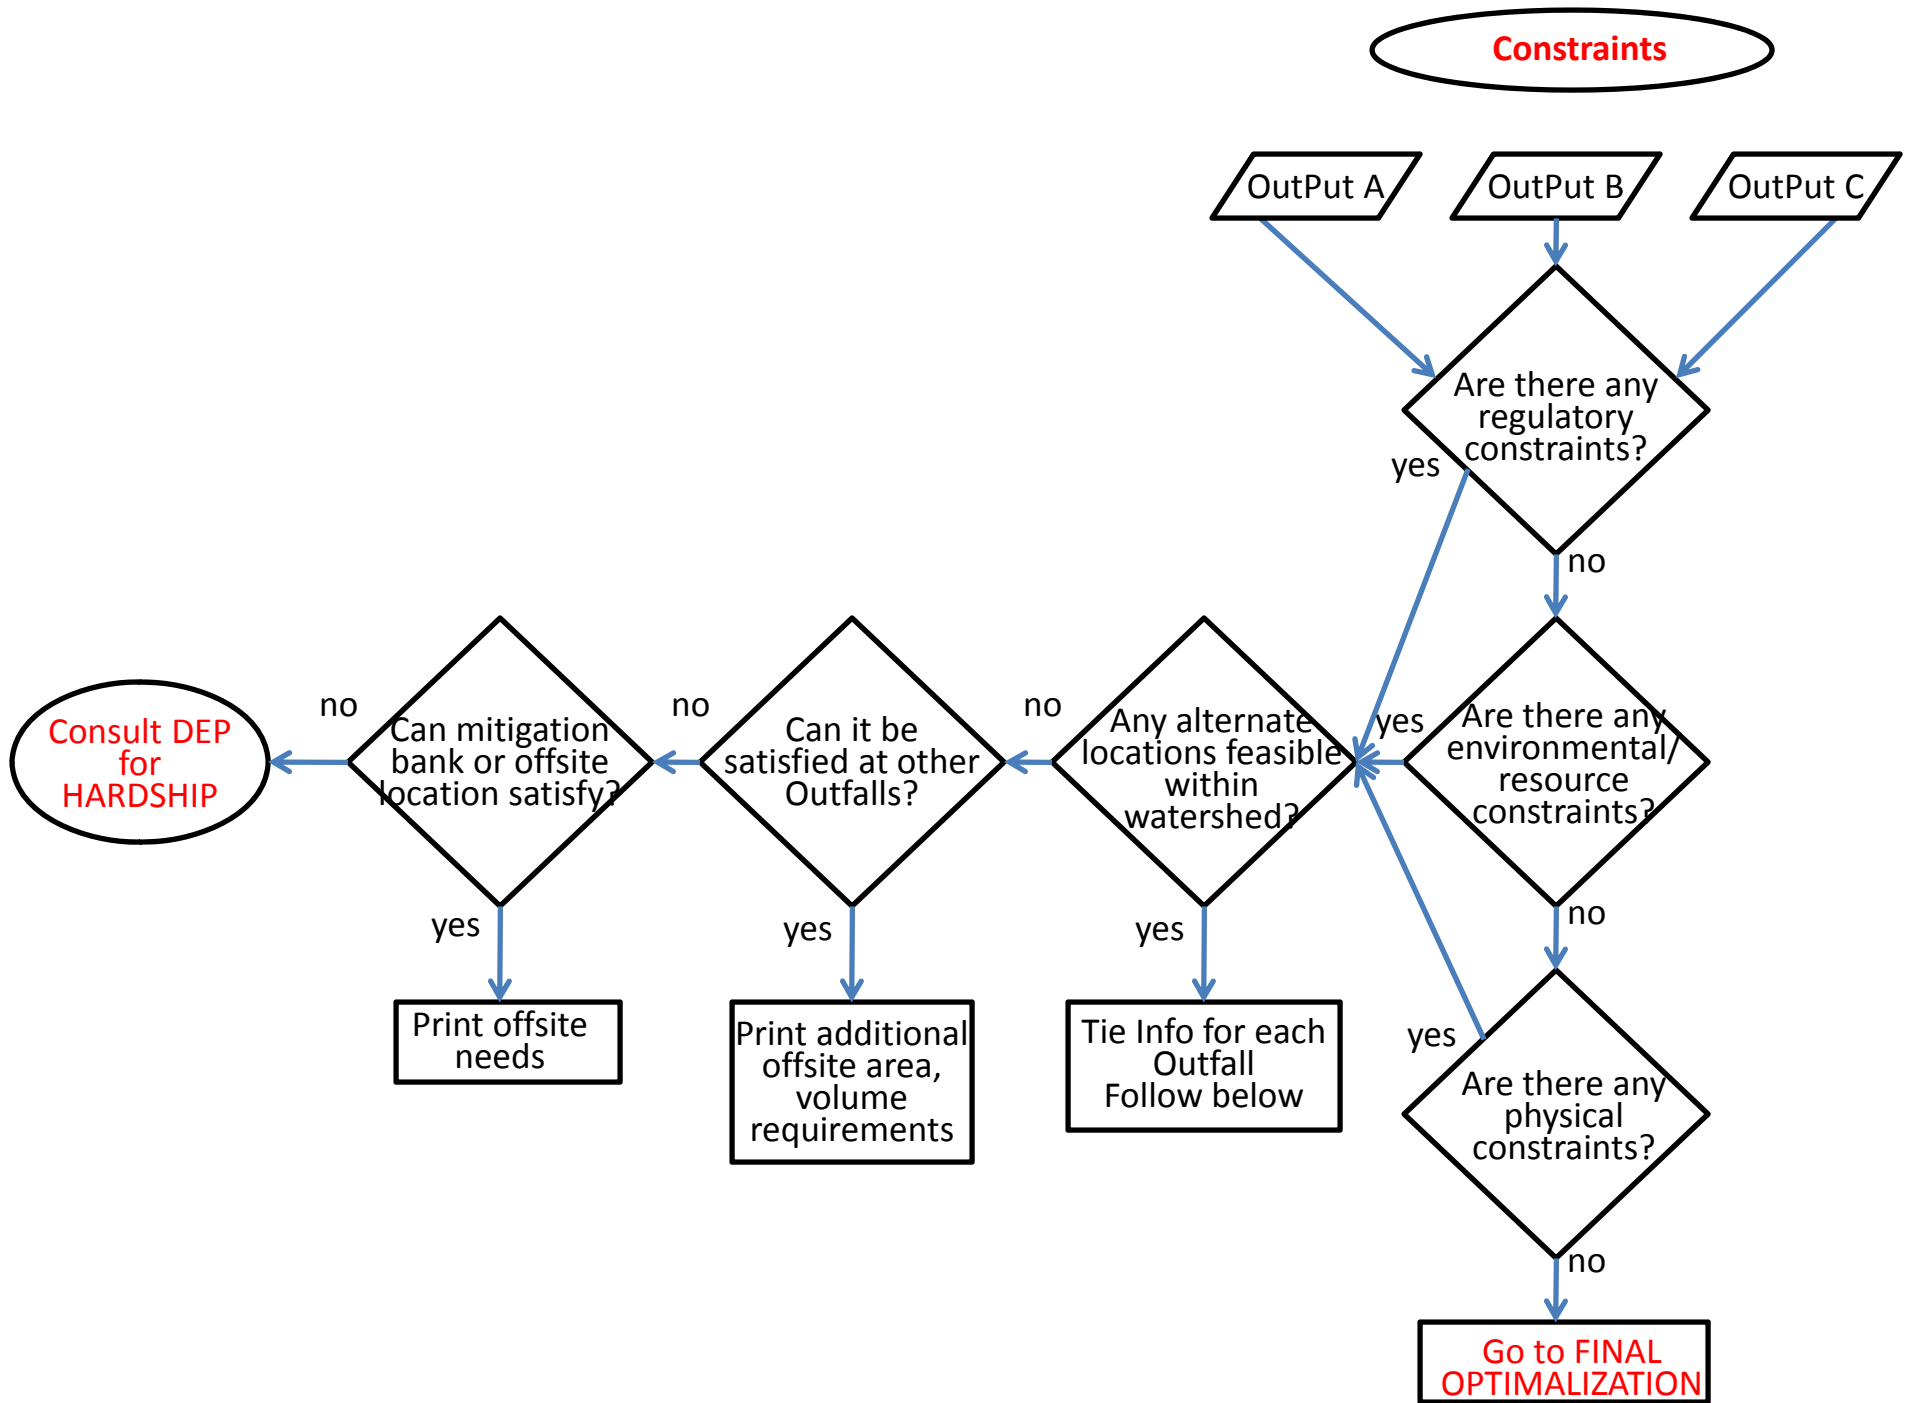 Constraints
OutPut A
OutPut B
OutPut C
Are there any
regulatory
constraints?
yes
no
Are there any
environmental/
resource
constraints?
yes
no
Any alternate
locations feasible
within
watershed?
no
yes
Can it be
satisfied at other
Outfalls?
no
yes
Can mitigation
bank or offsite
location satisfy?
no
yes
Consult DEP
for
HARDSHIP
Print offsite
needs
Print additional
offsite area,
volume
requirements
Tie Info for each
Outfall
Follow below
yes
Are there any
physical
constraints?
no
Go to FINAL
OPTIMALIZATION